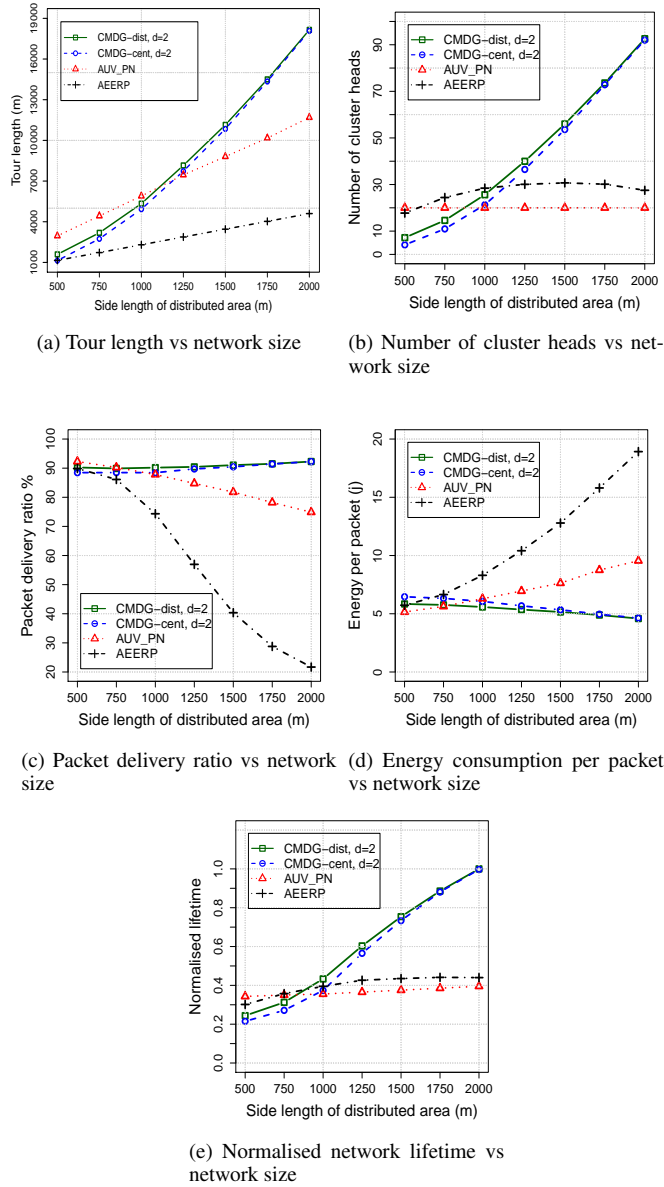 19000
16000
13000
10000
7000
4000
1000
Tour length (m)
CMDG-dist, d=2
CMDG-cent, d=2
AUV_PN
AEERP
500 750 1000 1250 1500 1750 2000
Side length of distributed area (m)
(a) Tour length vs network size
90
70
50
30
20
10
0
Number of cluster heads
CMDG-dist, d=2
CMDG-cent, d=2
AUV_PN
AEERP
500 750 1000 1250 1500 1750 2000
Side length of distributed area (m)
(b) Number of cluster heads vs net-
work size
100
90
80
70
60
50
40
30
20
Packet delivery ratio %
CMDG-dist, d=2
CMDG-cent, d=2
AUV_PN
AEERP
500 750 1000 1250 1500 1750 2000
Side length of distributed area (m)
(c) Packet delivery ratio vs network
size
20
15
10
5
0
Energy per packet (j)
CMDG-dist, d=2
CMDG-cent, d=2
AUV_PN
AEERP
500 750 1000 1250 1500 1750 2000
Side length of distributed area (m)
(d) Energy consumption per packet
vs network size
1.0
0.8
0.6
0.4
0.2
0.0
Normalised lifetime
CMDG-dist, d=2
CMDG-cent, d=2
AUV_PN
AEERP
500 750 1000 1250 1500 1750 2000
Side length of distributed area (m)
(e) Normalised network lifetime vs
network size